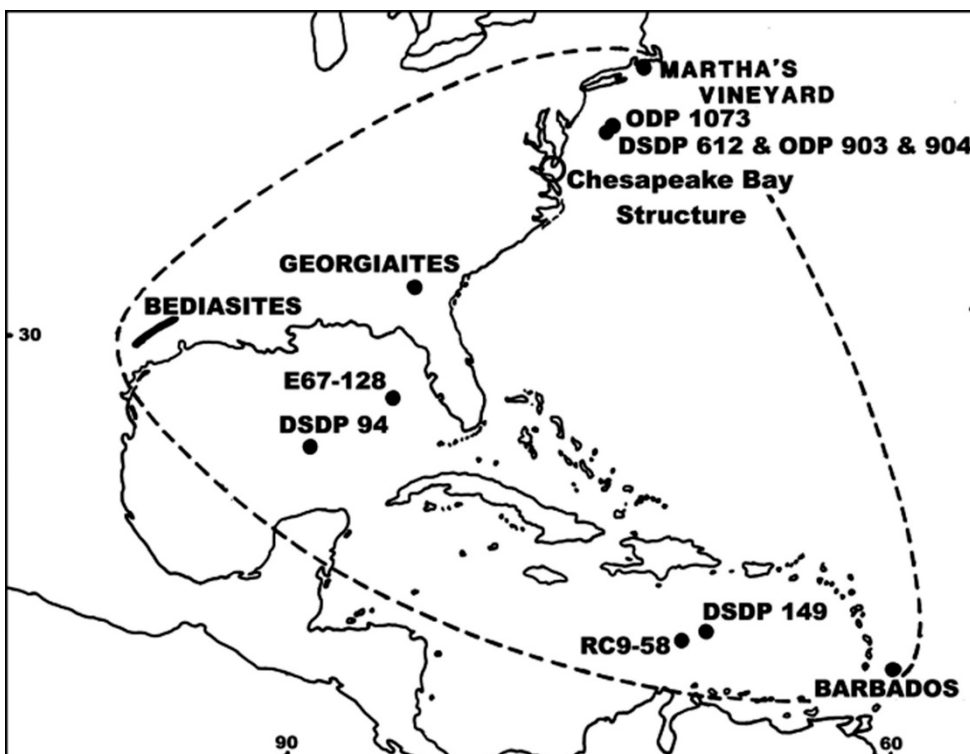 MARTHA'S
VINEYARD
ODP 1073
DSDP 612 & ODP 903 & 904
Chesapeake Bay
Structure
GEORGIAITES
BEDIASITES
30
E67-128
DSDP 94
DSDP 149
RC9-58
BARBADOS
90
60